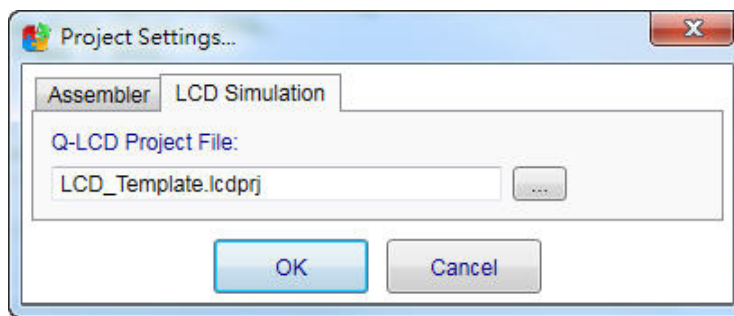 Project Settings...
Assembler LCD Simulation
Q-LCD Project File:
LCD_Template.lcdprj ...
OK Cancel